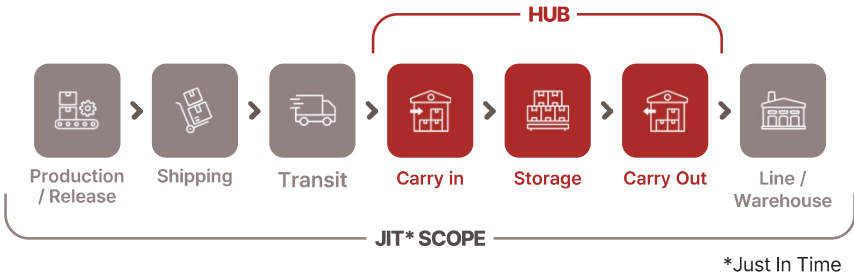 HUB
Production
/ Release
Shipping
Transit
Carry in
Storage
Carry Out
Line /
Warehouse
JIT* SCOPE
*Just In Time